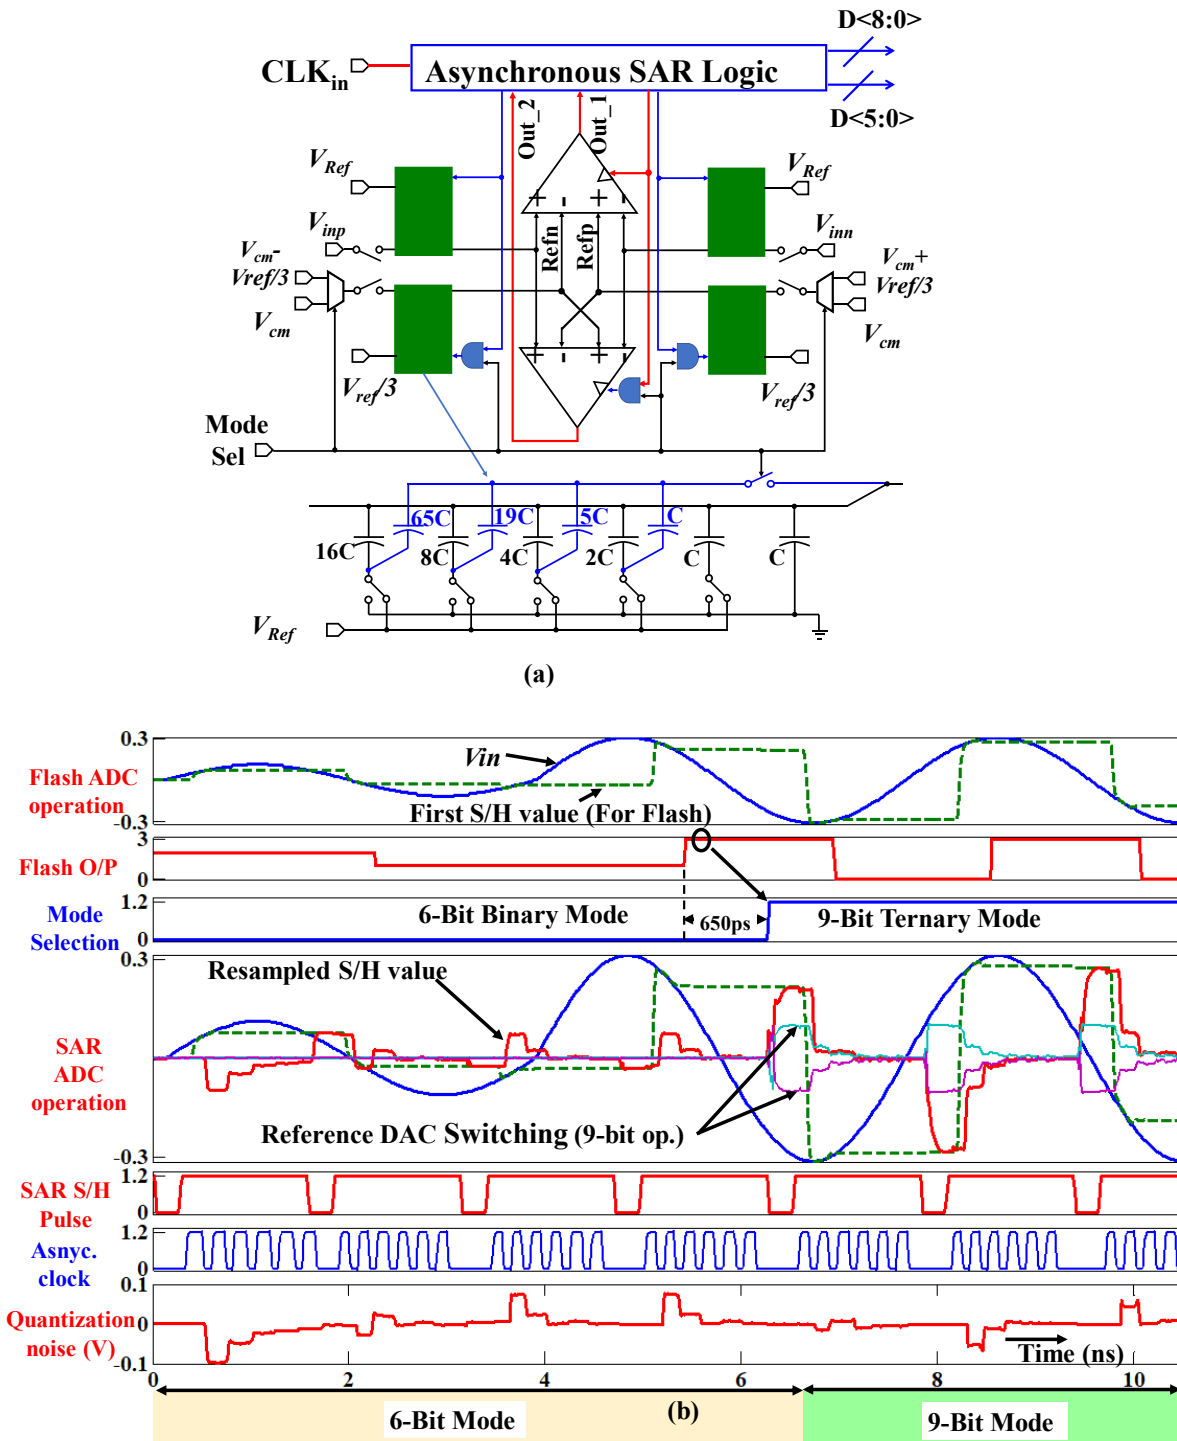 D<8:0>
CLKin
Asynchronous SAR Logic
D<5:0>
Out_2
Out_1
VRef
VRef
Vinp
Vinn
Refn
Refp
Vcm-
Vref/3
Vcm+
Vref/3
Vcm
Vcm
Vref/3
Vref/3
Mode
Sel
65C
19C
5C
C
16C
8C
4C
2C
C
C
VRef
(a)
0.3
Vin
Flash ADC
operation
First S/H value (For Flash)
-0.3
3
Flash O/P
0
1.2
Mode
Selection
6-Bit Binary Mode
650ps
9-Bit Ternary Mode
0
0.3
Resampled S/H value
SAR
ADC
operation
Reference DAC Switching (9-bit op.)
-0.3
SAR S/H
Pulse
1.2
0
Asnyc.
clock
1.2
0
0.1
Quantization
noise (V)
0
Time (ns)
-0.1
0 2 4 6 8 10
6-Bit Mode
(b)
9-Bit Mode